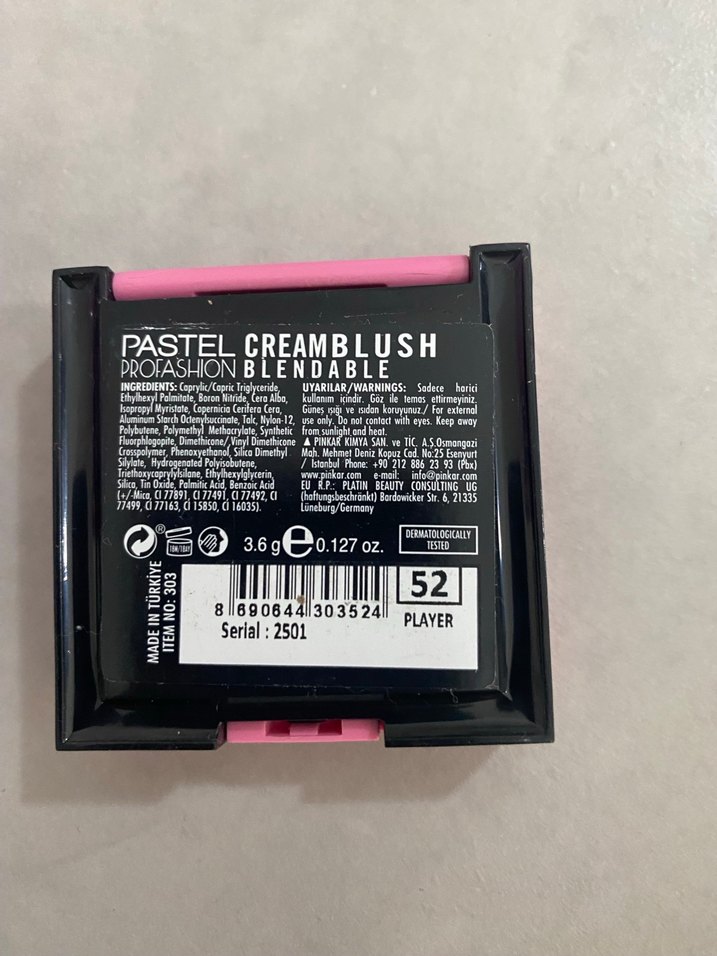 PASTEL CREAMBLUSH
PROFASHION BLENDABLE
INGREDIENTS: Caprylic/Capric Triglyceride,
Ethylhexyl Palmitate, Boron Nitride, Cera Alba,
Isopropyl Myristate, Copernicia Cerifera Cera,
Aluminum Starch Octenylsuccinate, Talc, Nylon-12,
Polybutene, Polymethyl Methacrylate, Synthetic
Fluorphlogopite, Dimethicone/Vinyl Dimethicone
Crosspolymer, Phenoxyethanol, Silica Dimethyl
Silylate, Hydrogenated Polyisobutene,
Triethoxycaprylylsilane, Ethylhexylglycerin,
Silica, Tin Oxide, Palmitic Acid, Benzoic Acid
(+/-Mica, CI 77891, CI 77491, CI 77492, CI
77499, CI 77163, CI 15850, CI 16035).
UYARILAR/WARNINGS: Sadece harici
kullanım içindir. Göz ile temas ettirmeyiniz.
Güneş ışığı ve ısıdan koruyunuz./ For external
use only. Do not contact with eyes. Keep away
from sunlight and heat.
PINKAR KIMYA SAN. ve TİC. A.Ş.Osmangazi
Mah. Mehmet Deniz Kopuz Cad. No:25 Esenyurt
/ İstanbul Phone: +90 212 886 23 93 (Pbx)
www.pinkar.com e-mail: info@pinkar.com
EU R.P.: PLATIN BEAUTY CONSULTING UG
(haftungsbeschränkt) Bardowicker Str. 6, 21335
Lüneburg/Germany
® 18M/18AY 3.6 g e 0.127 oz.
DERMATOLOGICALLY
TESTED
MADE IN TÜRKİYE
ITEM NO: 303
8 690644 303524
Serial : 2501
52
PLAYER